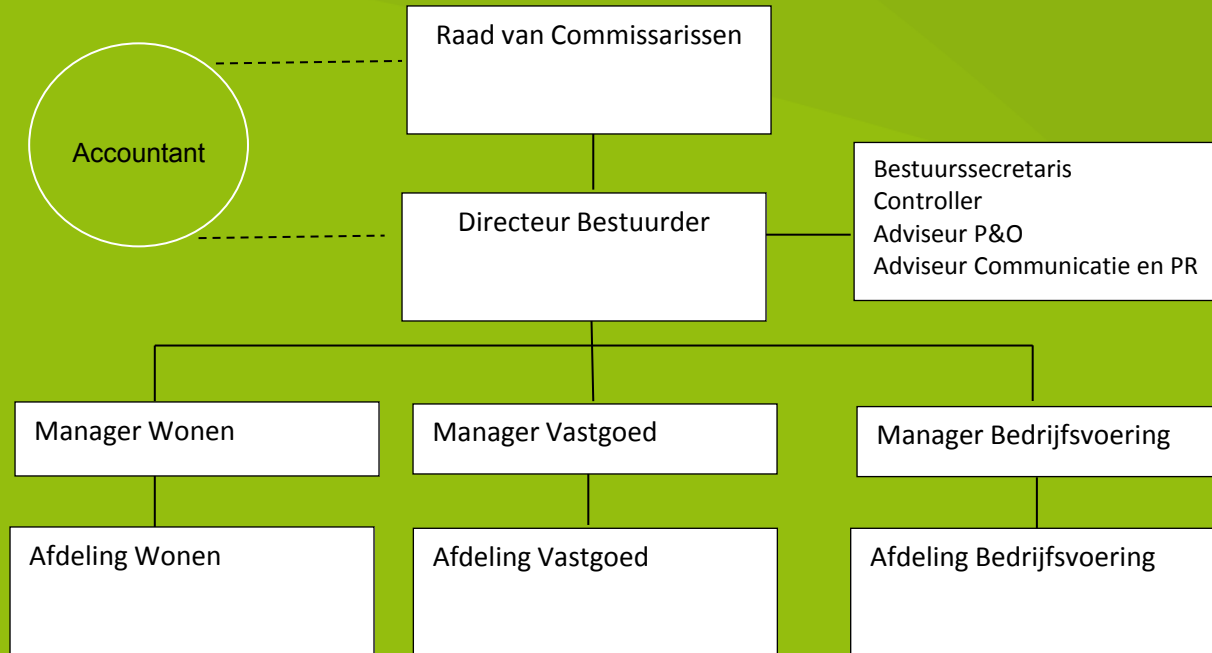 Raad van Commissarissen
Accountant
Bestuurssecretaris
Controller
Adviseur P&O
Adviseur Communicatie en PR
Directeur Bestuurder
Manager Wonen
Manager Vastgoed
Manager Bedrijfsvoering
Afdeling Wonen
Afdeling Vastgoed
Afdeling Bedrijfsvoering